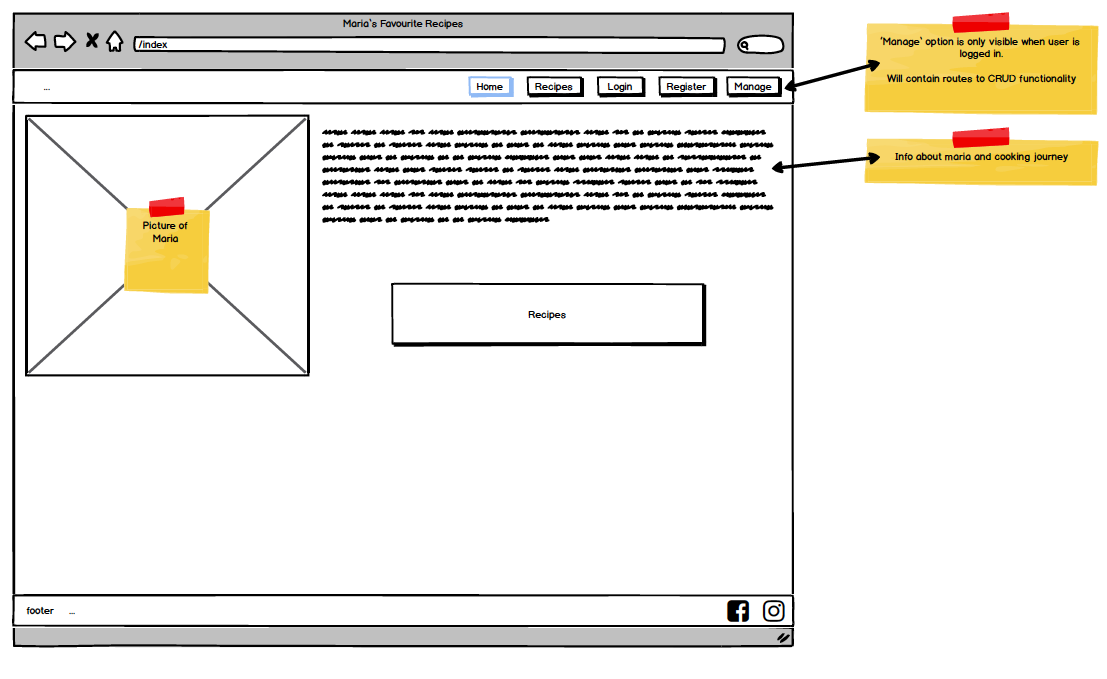 Maria's Favourite Recipes
/index
...
Home
Recipes
Login
Register
Manage
'Manage' option is only visible when user is
logged in.
Will contain routes to CRUD functionality
Info about maria and cooking journey
Picture of
Maria
Recipes
footer ...